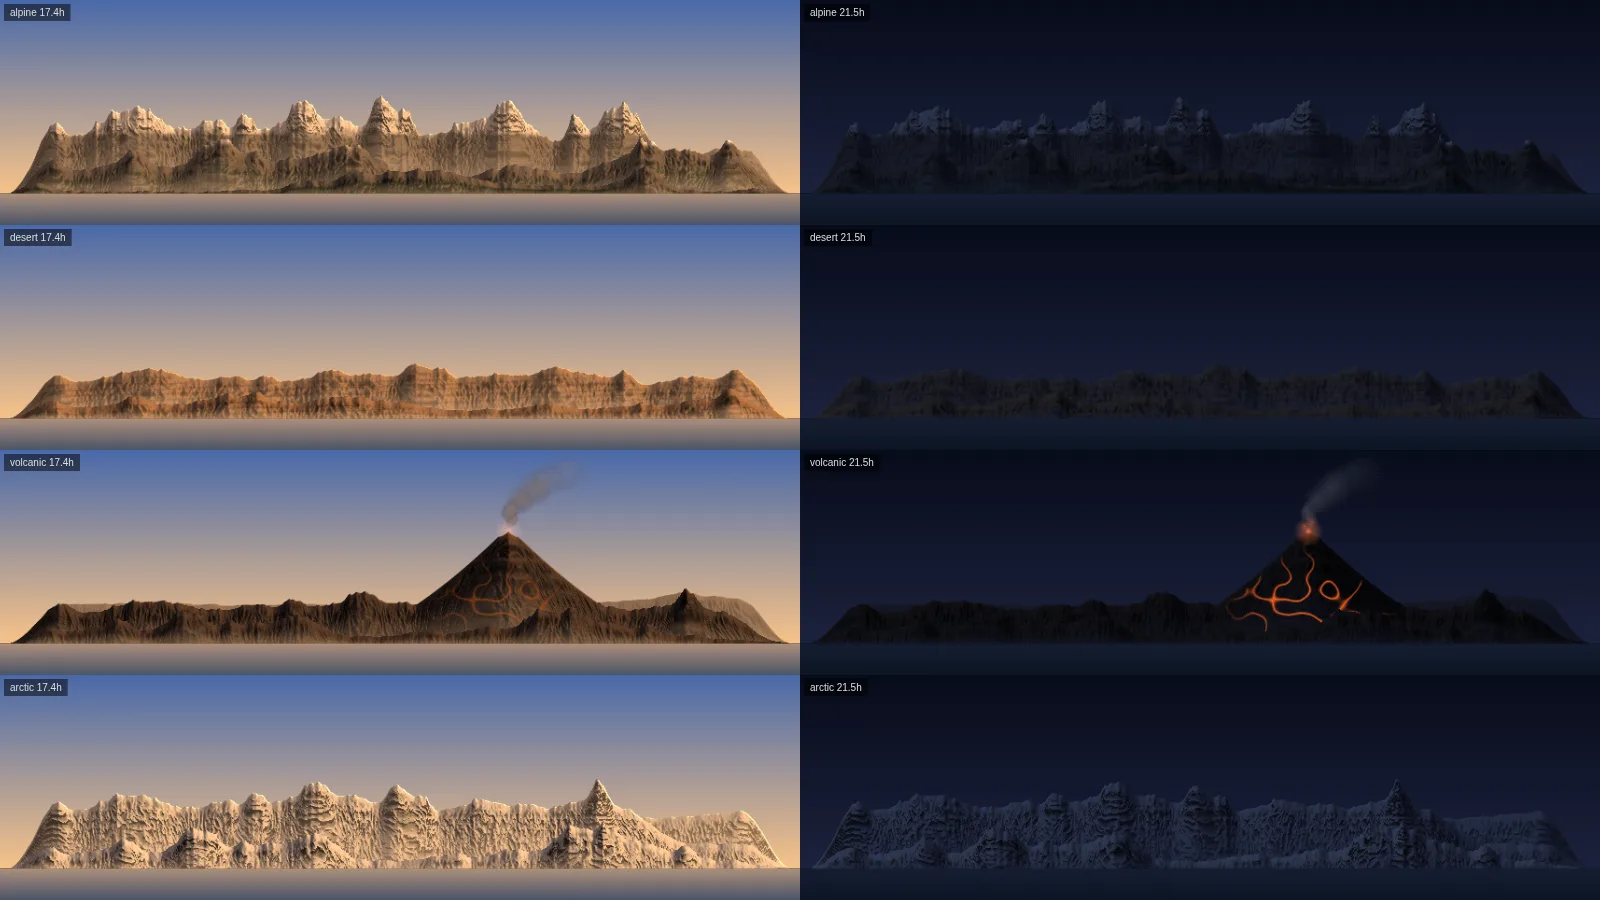 alpine 17.4h
alpine 21.5h
desert 17.4h
desert 21.5h
volcanic 17.4h
volcanic 21.5h
arctic 17.4h
arctic 21.5h